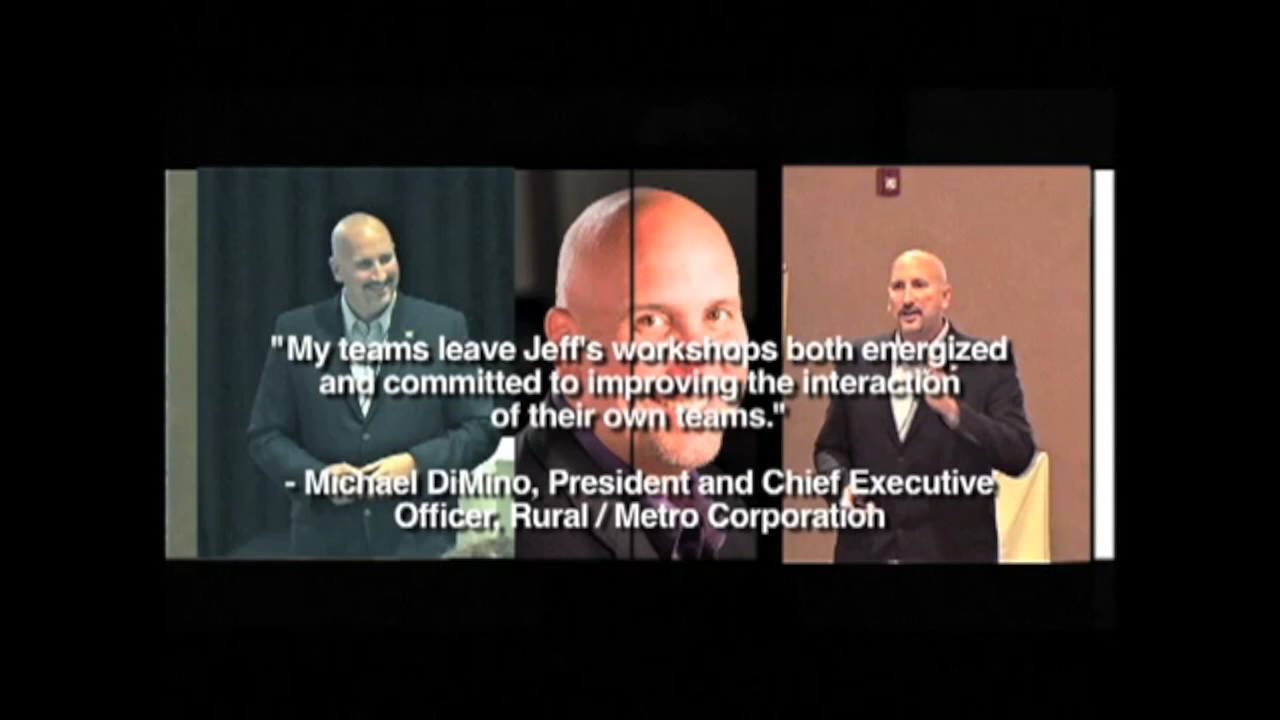 "My teams leave Jeff's workshops both energized
and committed to improving the interaction
of their own teams."
- Michael DiMino, President and Chief Executive
Officer, Rural / Metro Corporation